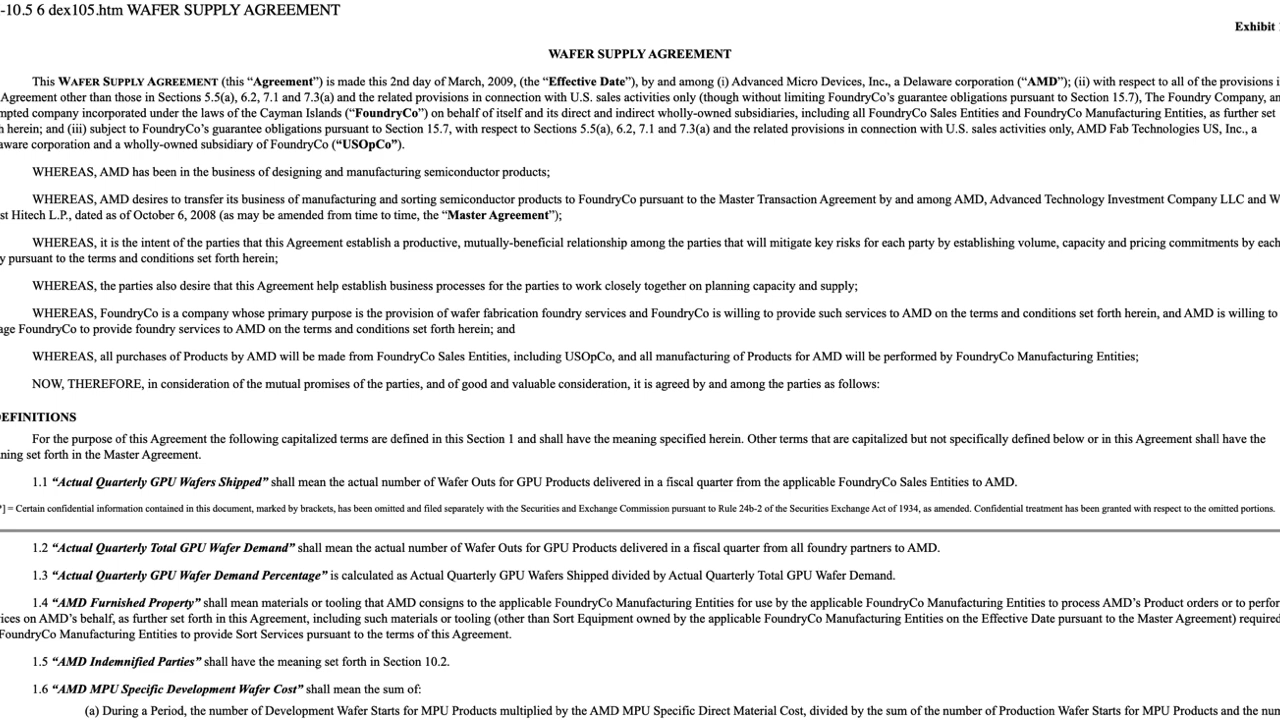 -10.5 6 dex105.htm WAFER SUPPLY AGREEMENT
Exhibit
WAFER SUPPLY AGREEMENT
This WAFER SUPPLY AGREEMENT (this “Agreement”) is made this 2nd day of March, 2009, (the “Effective Date”), by and among (i) Advanced Micro Devices, Inc., a Delaware corporation (“AMD”); (ii) with respect to all of the provisions
Agreement other than those in Sections 5.5(a), 6.2, 7.1 and 7.3(a) and the related provisions in connection with U.S. sales activities only (though without limiting FoundryCo’s guarantee obligations pursuant to Section 15.7), The Foundry Company, an
mpted company incorporated under the laws of the Cayman Islands (“FoundryCo”) on behalf of itself and its direct and indirect wholly-owned subsidiaries, including all FoundryCo Sales Entities and FoundryCo Manufacturing Entities, as further set
h herein; and (iii) subject to FoundryCo’s guarantee obligations pursuant to Section 15.7, with respect to Sections 5.5(a), 6.2, 7.1 and 7.3(a) and the related provisions in connection with U.S. sales activities only, AMD Fab Technologies US, Inc., a
aware corporation and a wholly-owned subsidiary of FoundryCo (“USOpCo”).
WHEREAS, AMD has been in the business of designing and manufacturing semiconductor products;
WHEREAS, AMD desires to transfer its business of manufacturing and sorting semiconductor products to FoundryCo pursuant to the Master Transaction Agreement by and among AMD, Advanced Technology Investment Company LLC and W
st Hitech L.P., dated as of October 6, 2008 (as may be amended from time to time, the “Master Agreement”);
WHEREAS, it is the intent of the parties that this Agreement establish a productive, mutually-beneficial relationship among the parties that will mitigate key risks for each party by establishing volume, capacity and pricing commitments by each
y pursuant to the terms and conditions set forth herein;
WHEREAS, the parties also desire that this Agreement help establish business processes for the parties to work closely together on planning capacity and supply;
WHEREAS, FoundryCo is a company whose primary purpose is the provision of wafer fabrication foundry services and FoundryCo is willing to provide such services to AMD on the terms and conditions set forth herein, and AMD is willing to
age FoundryCo to provide foundry services to AMD on the terms and conditions set forth herein; and
WHEREAS, all purchases of Products by AMD will be made from FoundryCo Sales Entities, including USOpCo, and all manufacturing of Products for AMD will be performed by FoundryCo Manufacturing Entities;
NOW, THEREFORE, in consideration of the mutual promises of the parties, and of good and valuable consideration, it is agreed by and among the parties as follows:
EFINITIONS
For the purpose of this Agreement the following capitalized terms are defined in this Section 1 and shall have the meaning specified herein. Other terms that are capitalized but not specifically defined below or in this Agreement shall have the
ning set forth in the Master Agreement.
1.1 “Actual Quarterly GPU Wafers Shipped” shall mean the actual number of Wafer Outs for GPU Products delivered in a fiscal quarter from the applicable FoundryCo Sales Entities to AMD.
*] = Certain confidential information contained in this document, marked by brackets, has been omitted and filed separately with the Securities and Exchange Commission pursuant to Rule 24b-2 of the Securities Exchange Act of 1934, as amended. Confidential treatment has been granted with respect to the omitted portions.
1.2 “Actual Quarterly Total GPU Wafer Demand” shall mean the actual number of Wafer Outs for GPU Products delivered in a fiscal quarter from all foundry partners to AMD.
1.3 “Actual Quarterly GPU Wafer Demand Percentage” is calculated as Actual Quarterly GPU Wafers Shipped divided by Actual Quarterly Total GPU Wafer Demand.
1.4 “AMD Furnished Property” shall mean materials or tooling that AMD consigns to the applicable FoundryCo Manufacturing Entities for use by the applicable FoundryCo Manufacturing Entities to process AMD’s Product orders or to perfor
ices on AMD’s behalf, as further set forth in this Agreement, including such materials or tooling (other than Sort Equipment owned by the applicable FoundryCo Manufacturing Entities on the Effective Date pursuant to the Master Agreement) required
FoundryCo Manufacturing Entities to provide Sort Services pursuant to the terms of this Agreement.
1.5 “AMD Indemnified Parties” shall have the meaning set forth in Section 10.2.
1.6 “AMD MPU Specific Development Wafer Cost” shall mean the sum of:
(a) During a Period, the number of Development Wafer Starts for MPU Products multiplied by the AMD MPU Specific Direct Material Cost, divided by the sum of the number of Production Wafer Starts for MPU Products and the num